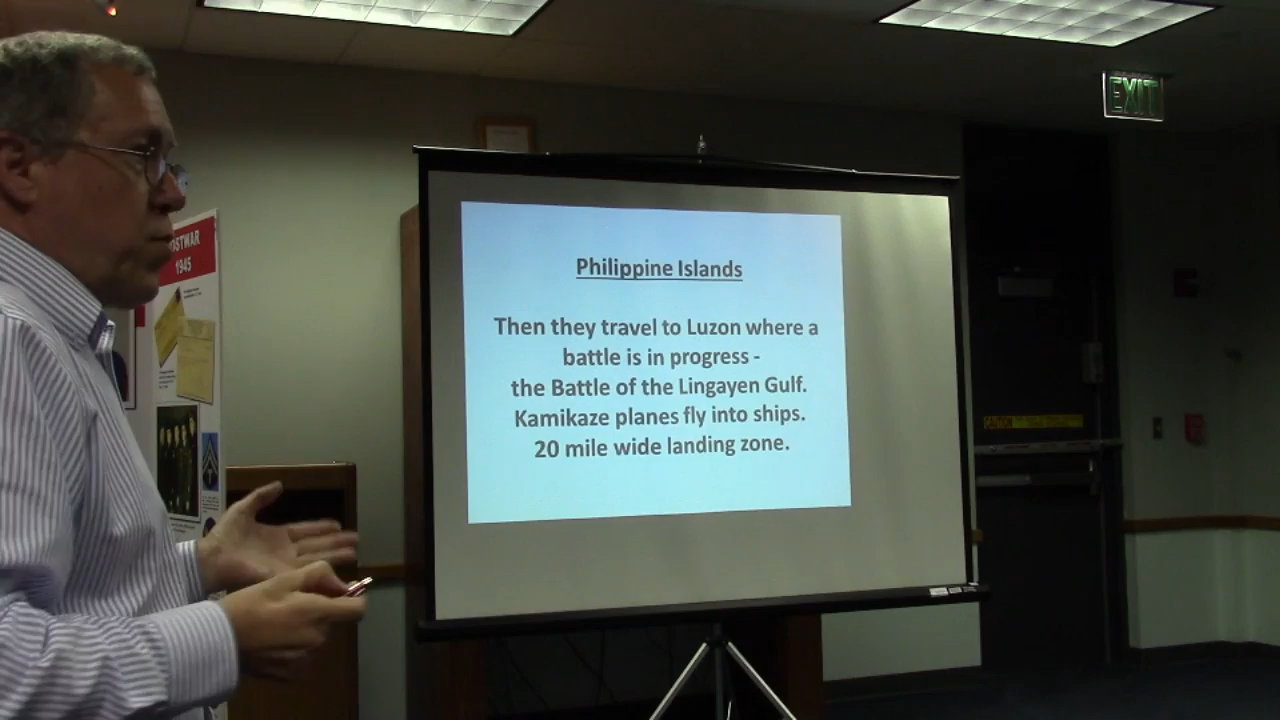 EXIT
Philippine Islands
Then they travel to Luzon where a
battle is in progress -
the Battle of the Lingayen Gulf.
Kamikaze planes fly into ships.
20 mile wide landing zone.
1945
CAUTION